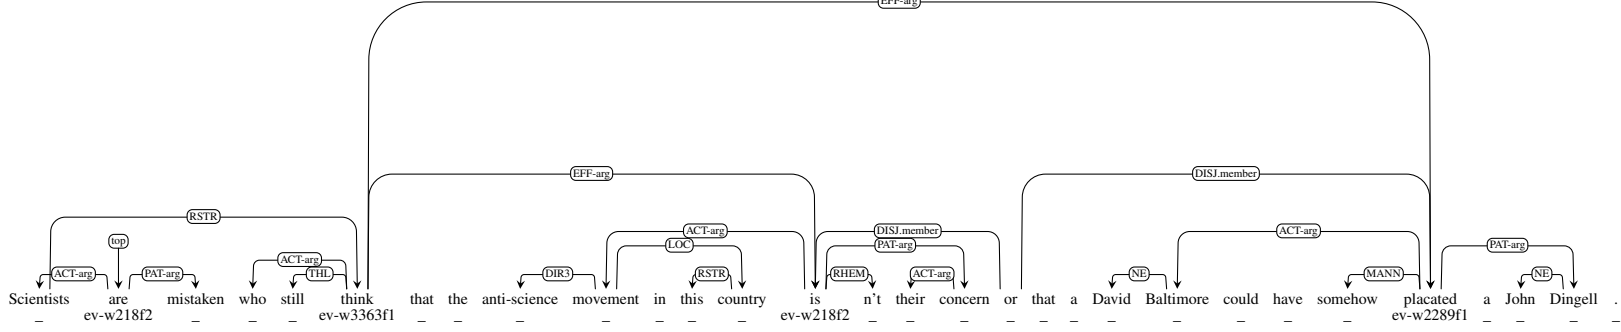 EFF-arg
EFF-arg DISJ.member
RSTR
ACT-arg DISJ.member ACT-arg
top LOC PAT-arg PAT-arg
ACT-arg
ACT-arg PAT-arg THL DIR3 RSTR RHEM ACT-arg NE MANN NE
Scientists are mistaken who still think that the anti-science movement in this country is n't their concern or that a David Baltimore could have somehow placated a John Dingell .
_ ev-w218f2 _ _ _ ev-w3363f1 _ _ _ _ _ _ _ ev-w218f2 _ _ _ _ _ _ _ _ _ _ _ ev-w2289f1 _ _ _ _